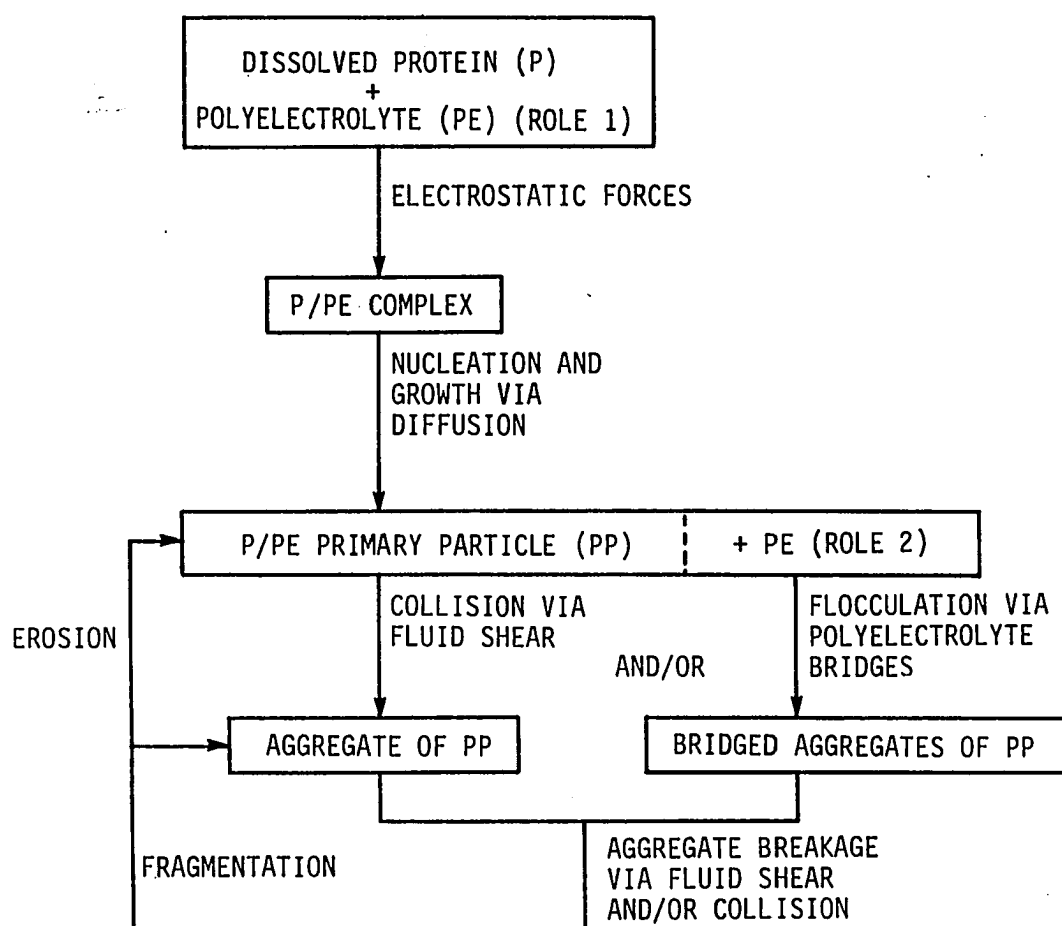 DISSOLVED PROTEIN (P)
+
POLYELECTROLYTE (PE) (ROLE 1)
ELECTROSTATIC FORCES
P/PE COMPLEX
NUCLEATION AND
GROWTH VIA
DIFFUSION
P/PE PRIMARY PARTICLE (PP)
+ PE (ROLE 2)
COLLISION VIA
FLUID SHEAR
FLOCCULATION VIA
POLYELECTROLYTE
BRIDGES
EROSION
AND/OR
AGGREGATE OF PP
BRIDGED AGGREGATES OF PP
FRAGMENTATION
AGGREGATE BREAKAGE
VIA FLUID SHEAR
AND/OR COLLISION